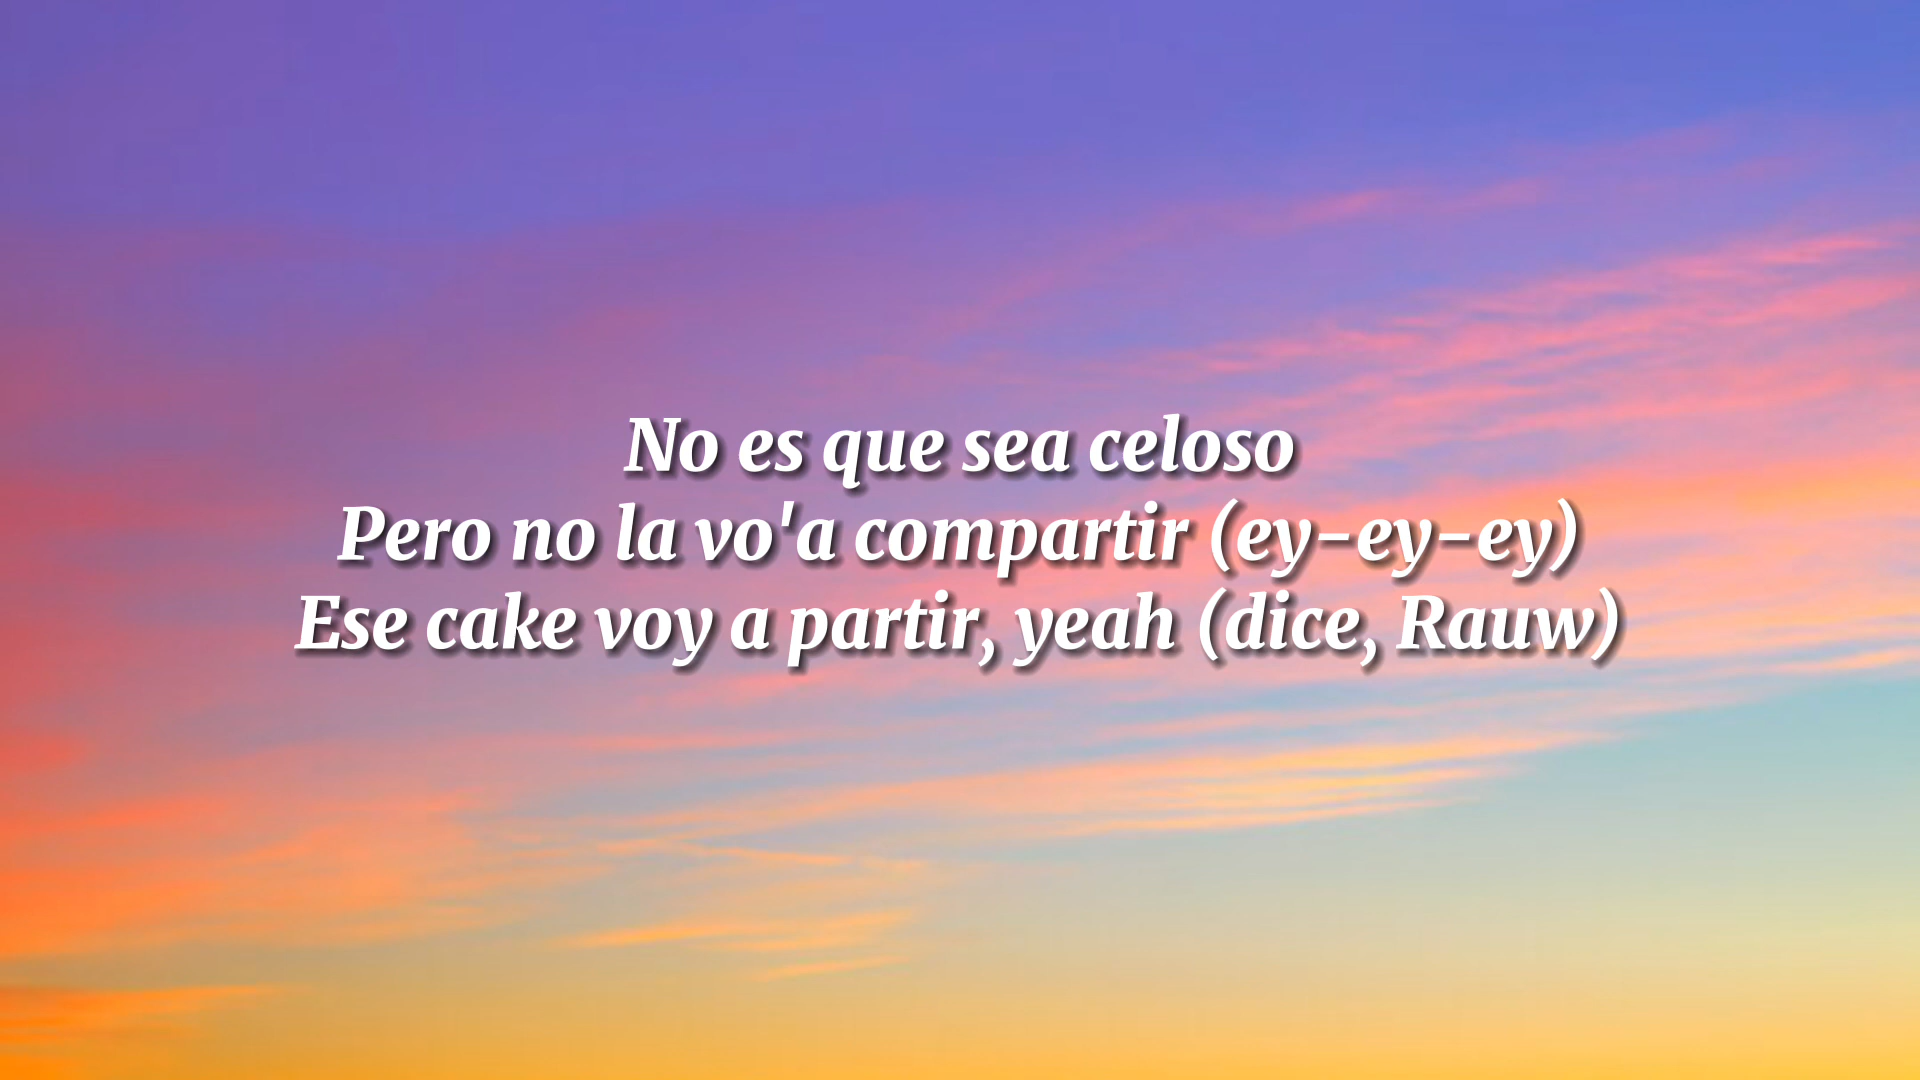 No es que sea celoso
Pero no la vo'a compartir (ey-ey-ey)
Ese cake voy a partir, yeah (dice, Rauw)